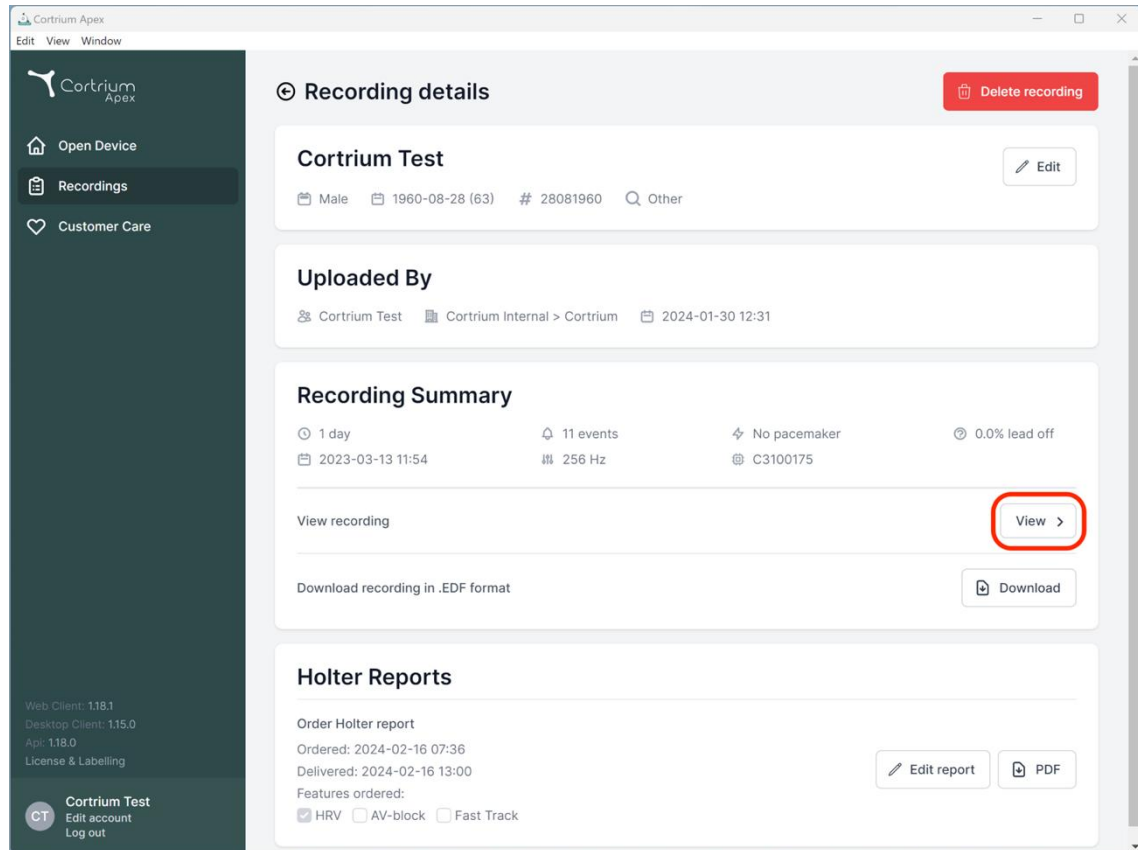 Cortrium Apex
Edit View Window
Cortrium
Apex
Open Device
Recordings
Customer Care
Web Client: 1.18.1
Desktop Client: 1.15.0
Api: 1.18.0
License & Labelling
CT
Cortrium Test
Edit account
Log out
Recording details
Delete recording
Cortrium Test
Edit
Male 1960-08-28 (63) # 28081960 Other
Uploaded By
Cortrium Test Cortrium Internal > Cortrium 2024-01-30 12:31
Recording Summary
1 day 11 events No pacemaker 0.0% lead off
2023-03-13 11:54 256 Hz C3100175
View recording View >
Download recording in .EDF format Download
Holter Reports
Order Holter report
Ordered: 2024-02-16 07:36
Delivered: 2024-02-16 13:00
Features ordered:
HRV AV-block Fast Track
Edit report PDF